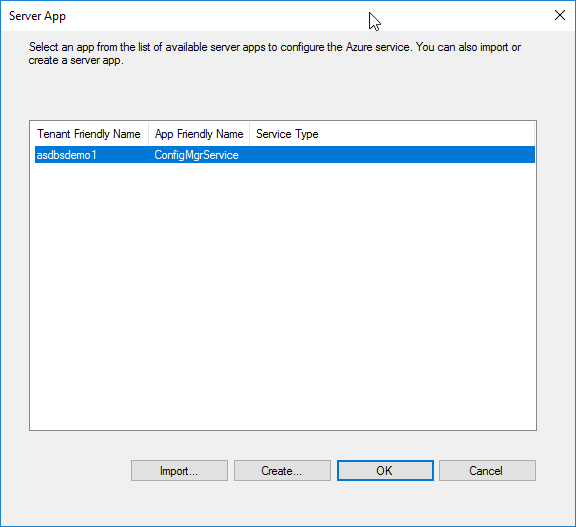 Server App
Select an app from the list of available server apps to configure the Azure service. You can also import or
create a server app.
Tenant Friendly Name App Friendly Name Service Type
asdbsdemo1 ConfigMgrService
Import... Create... OK Cancel